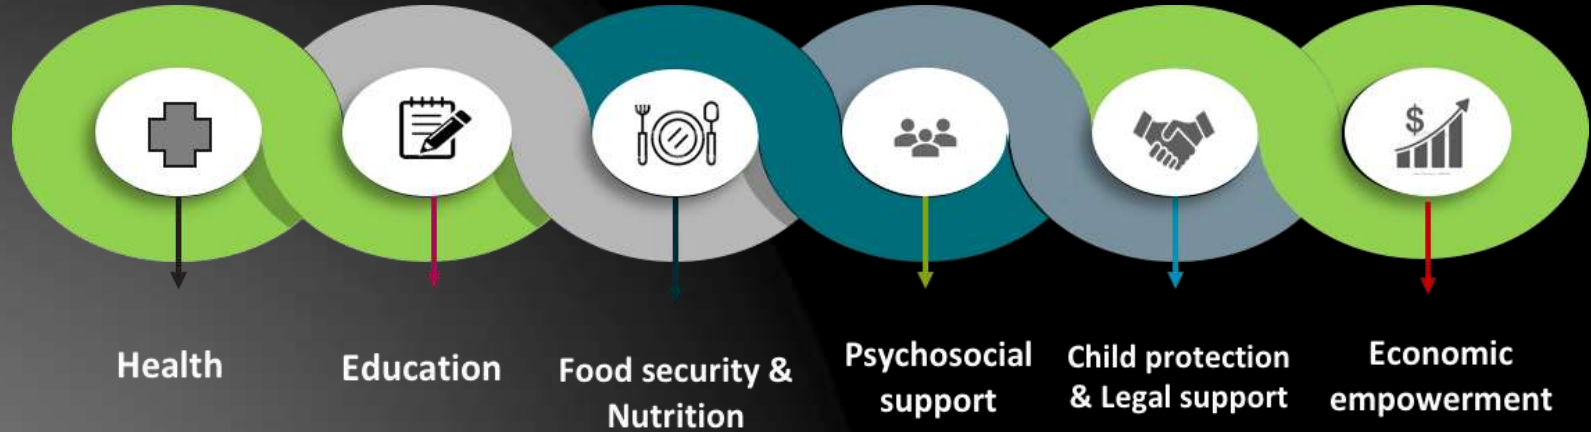 Health
Education
Food security &
Nutrition
Psychosocial
support
Child protection
& Legal support
Economic
empowerment
$